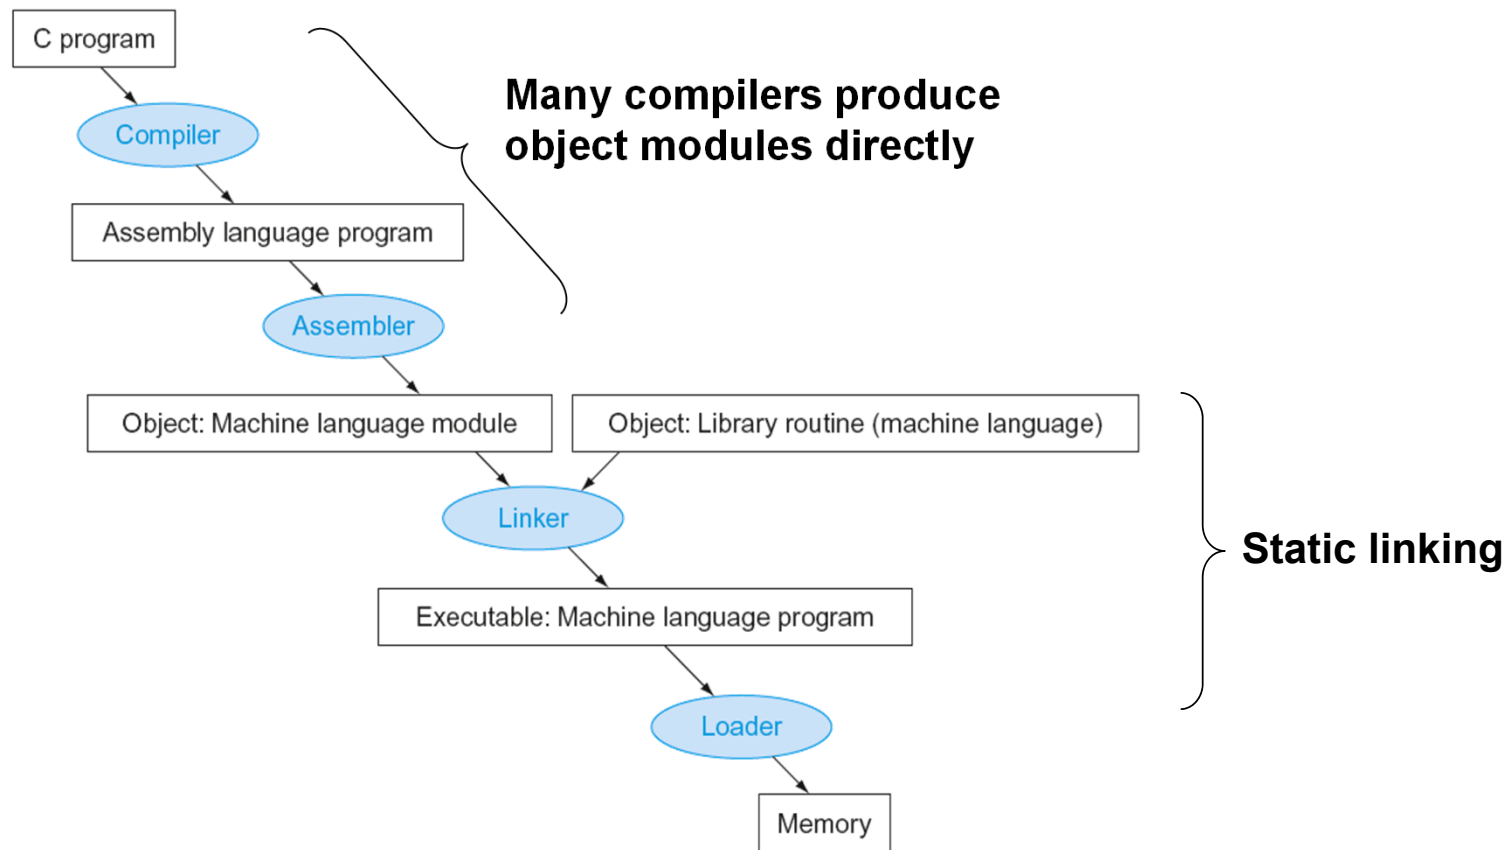 C program
Many compilers produce
object modules directly
Compiler
Assembly language program
Assembler
Object: Machine language module
Object: Library routine (machine language)
Linker
Static linking
Executable: Machine language program
Loader
Memory